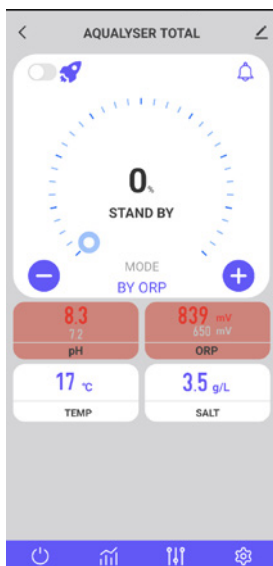 AQUALYSER TOTAL
0%
STAND BY
MODE
BY ORP
8.3
7.2
pH
839 mV
650 mV
ORP
17 °C
TEMP
3.5 g/L
SALT